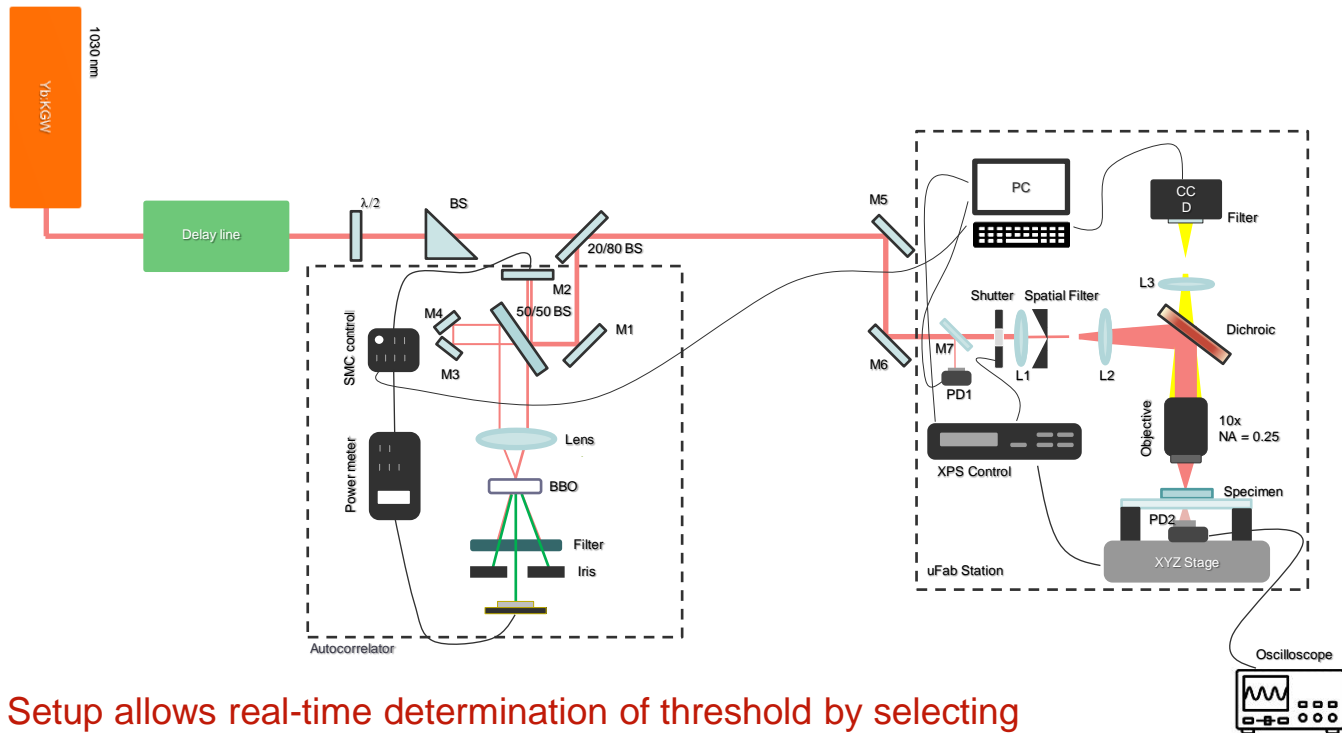 1030 nm
Yb:KGW
Delay line
λ/2
BS
20/80 BS
M2
50/50 BS
M4
M3
M1
SMC control
Power meter
Lens
BBO
Filter
Iris
Autocorrelator
M5
M6
PC
CC
D
Filter
L3
Shutter
Spatial Filter
Dichroic
M7
L1
L2
PD1
Objective
10x
NA = 0.25
XPS Control
Specimen
PD2
XYZ Stage
uFab Station
Oscilloscope
Setup allows real-time determination of threshold by selecting